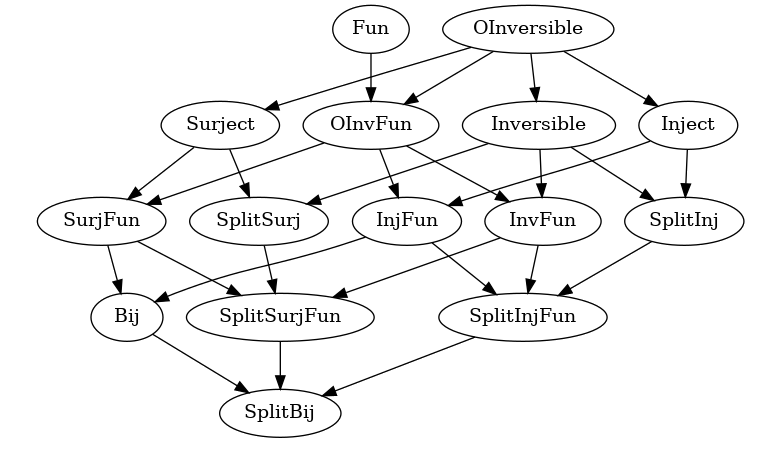 Fun
OInversible
Surject
OInvFun
Inversible
Inject
SurjFun
SplitSurj
InjFun
InvFun
SplitInj
Bij
SplitSurjFun
SplitInjFun
SplitBij